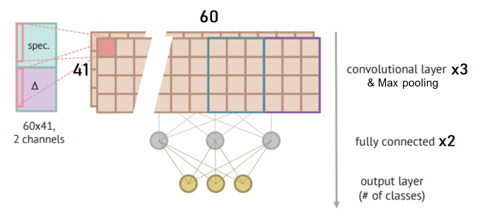 60
spec.
41
Δ
60x41,
2 channels
convolutional layer x3
& Max pooling
fully connected x2
output layer
(# of classes)